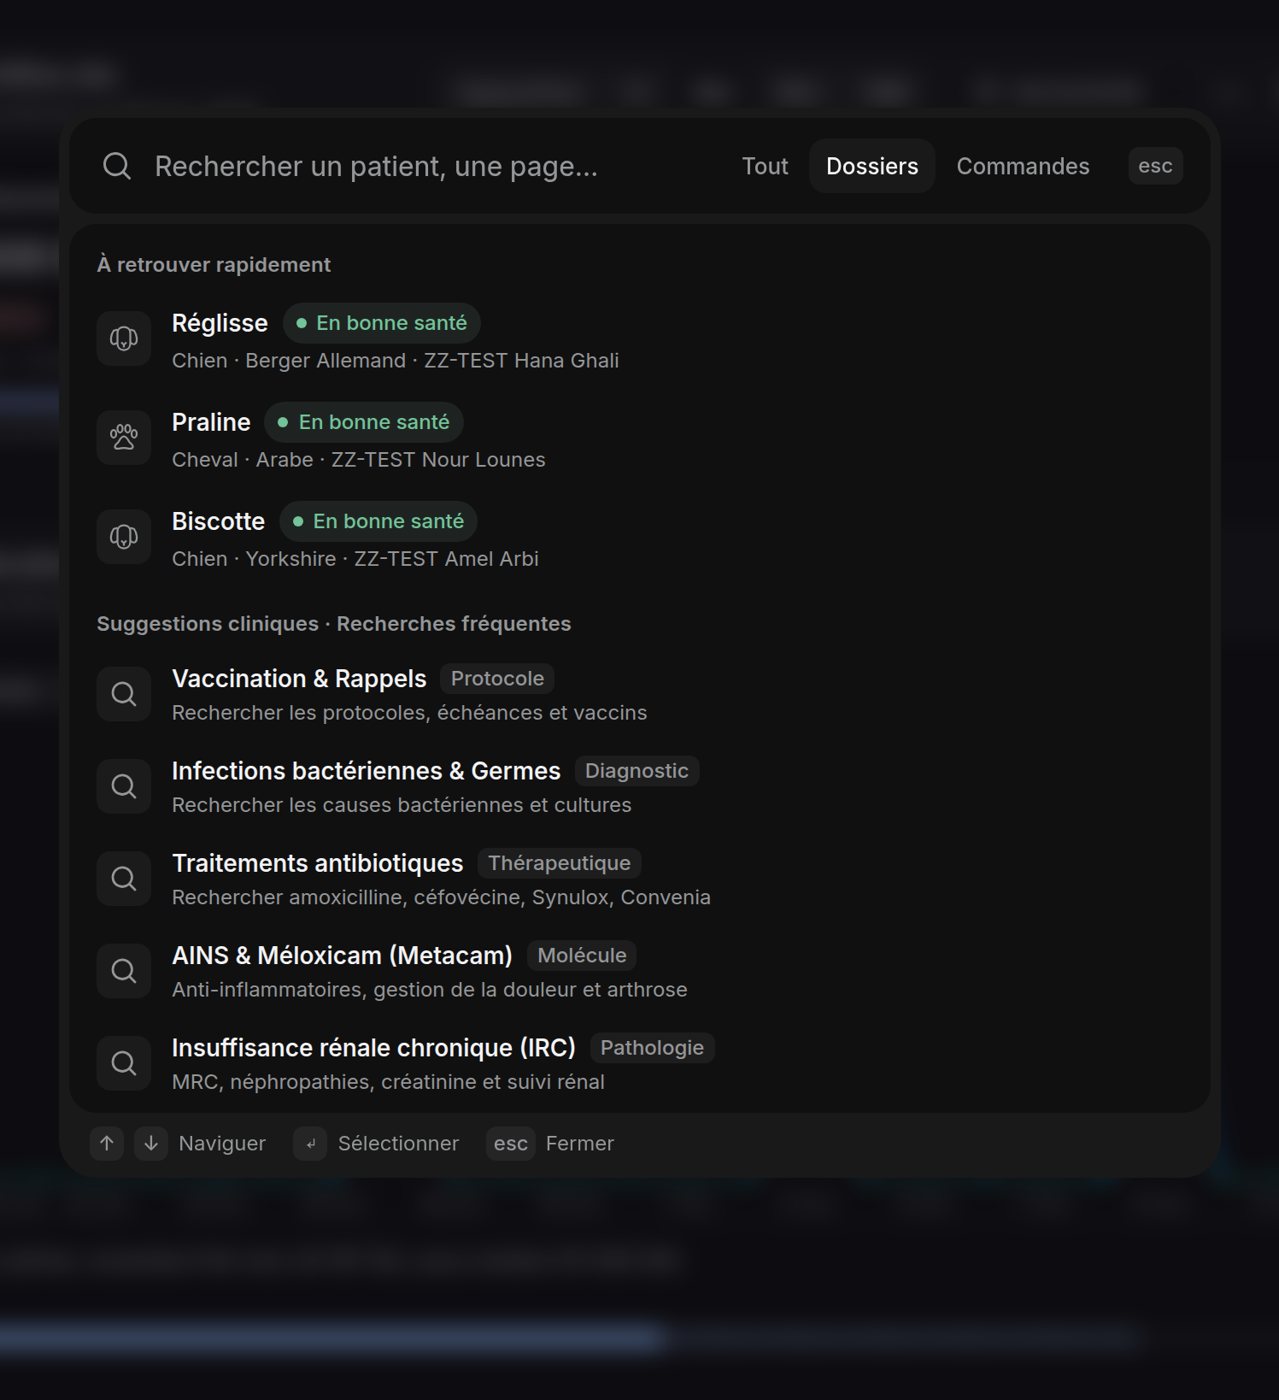 Rechercher un patient, une page... Tout Dossiers Commandes esc
À retrouver rapidement
Réglisse En bonne santé
Chien · Berger Allemand · ZZ-TEST Hana Ghali
Praline En bonne santé
Cheval · Arabe · ZZ-TEST Nour Lounes
Biscotte En bonne santé
Chien · Yorkshire · ZZ-TEST Amel Arbi
Suggestions cliniques · Recherches fréquentes
Vaccination & Rappels Protocole
Rechercher les protocoles, échéances et vaccins
Infections bactériennes & Germes Diagnostic
Rechercher les causes bactériennes et cultures
Traitements antibiotiques Thérapeutique
Rechercher amoxicilline, céfovécine, Synulox, Convenia
AINS & Méloxicam (Metacam) Molécule
Anti-inflammatoires, gestion de la douleur et arthrose
Insuffisance rénale chronique (IRC) Pathologie
MRC, néphropathies, créatinine et suivi rénal
↑ ↓ Naviguer ↲ Sélectionner esc Fermer